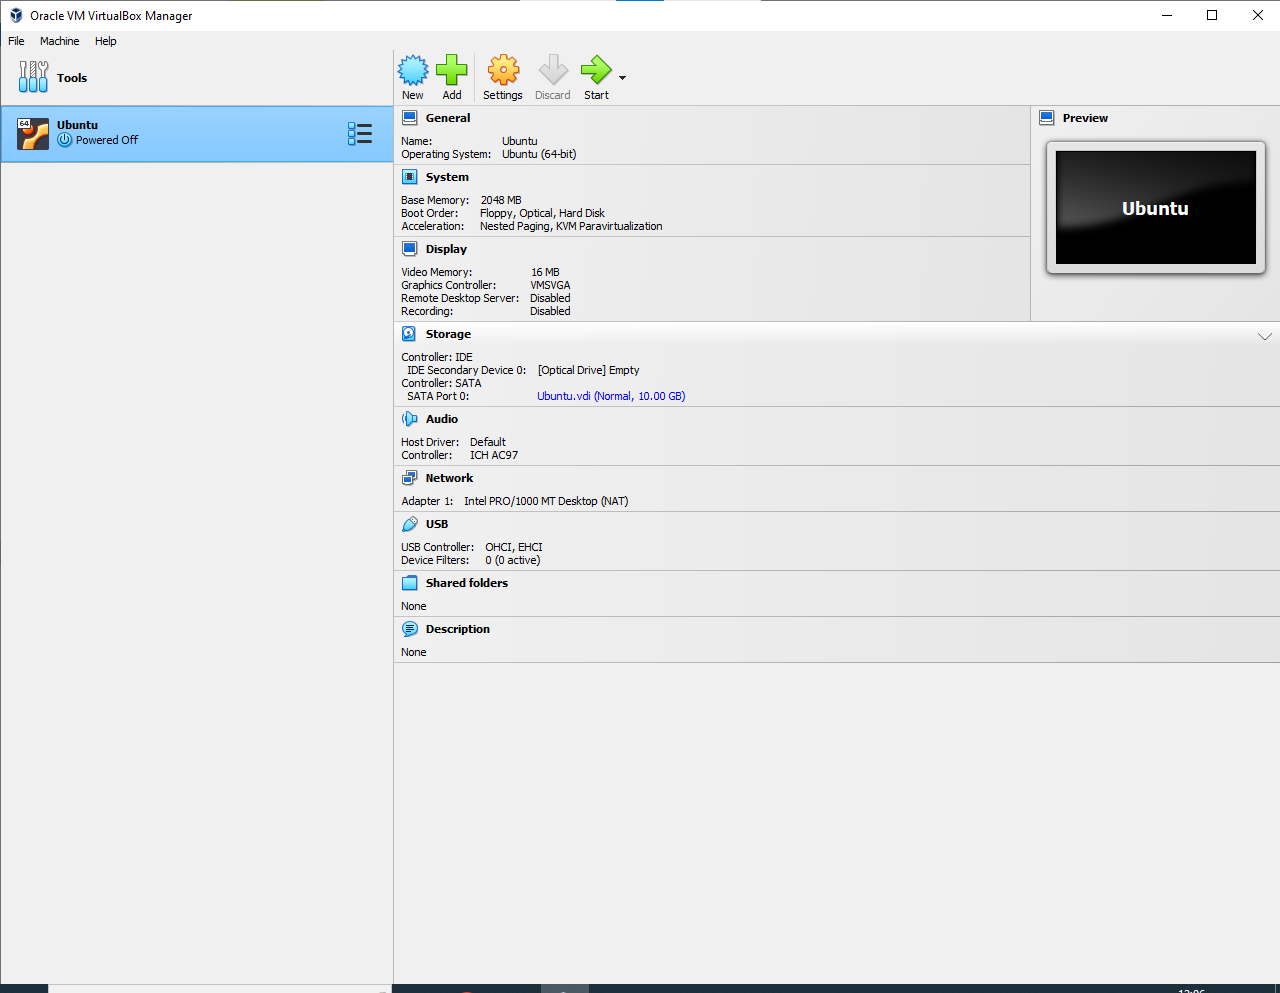 Oracle VM VirtualBox Manager
File Machine Help
Tools
New Add Settings Discard Start
64
Ubuntu
Powered Off
General
Name: Ubuntu
Operating System: Ubuntu (64-bit)
System
Base Memory: 2048 MB
Boot Order: Floppy, Optical, Hard Disk
Acceleration: Nested Paging, KVM Paravirtualization
Display
Video Memory: 16 MB
Graphics Controller: VMSVGA
Remote Desktop Server: Disabled
Recording: Disabled
Preview
Ubuntu
Storage
Controller: IDE
IDE Secondary Device 0: [Optical Drive] Empty
Controller: SATA
SATA Port 0: Ubuntu.vdi (Normal, 10.00 GB)
Audio
Host Driver: Default
Controller: ICH AC97
Network
Adapter 1: Intel PRO/1000 MT Desktop (NAT)
USB
USB Controller: OHCI, EHCI
Device Filters: 0 (0 active)
Shared folders
None
Description
None